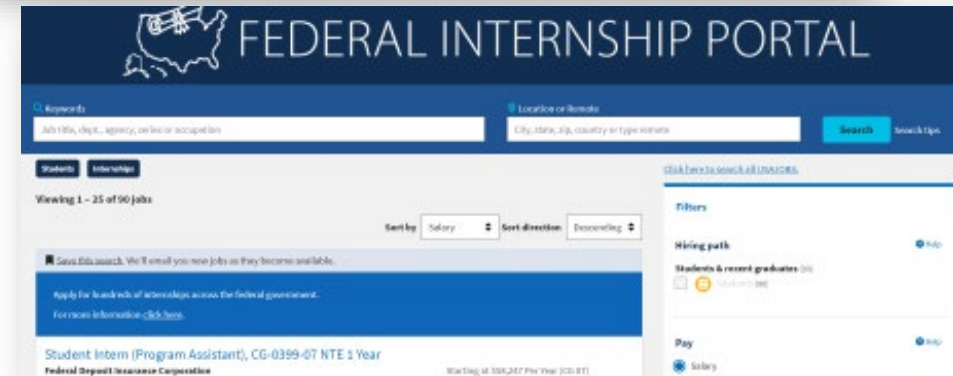 FEDERAL INTERNSHIP PORTAL
Keywords
Location or Remote
Job title, dept., agency, series or occupation
City, state, zip, country or type remote
Search
Search tips
Students
Internships
Click here to search all USAJOBS.
Viewing 1 – 25 of 90 jobs
Sort by
Salary
Sort direction
Descending
Filters
Hiring path
Help
Students & recent graduates
Students
Save this search. We'll email you new jobs as they become available.
Apply for hundreds of internships across the federal government.
For more information click here.
Pay
Help
Salary
Student Intern (Program Assistant), CG-0399-07 NTE 1 Year
Federal Deposit Insurance Corporation
Starting at Per Year